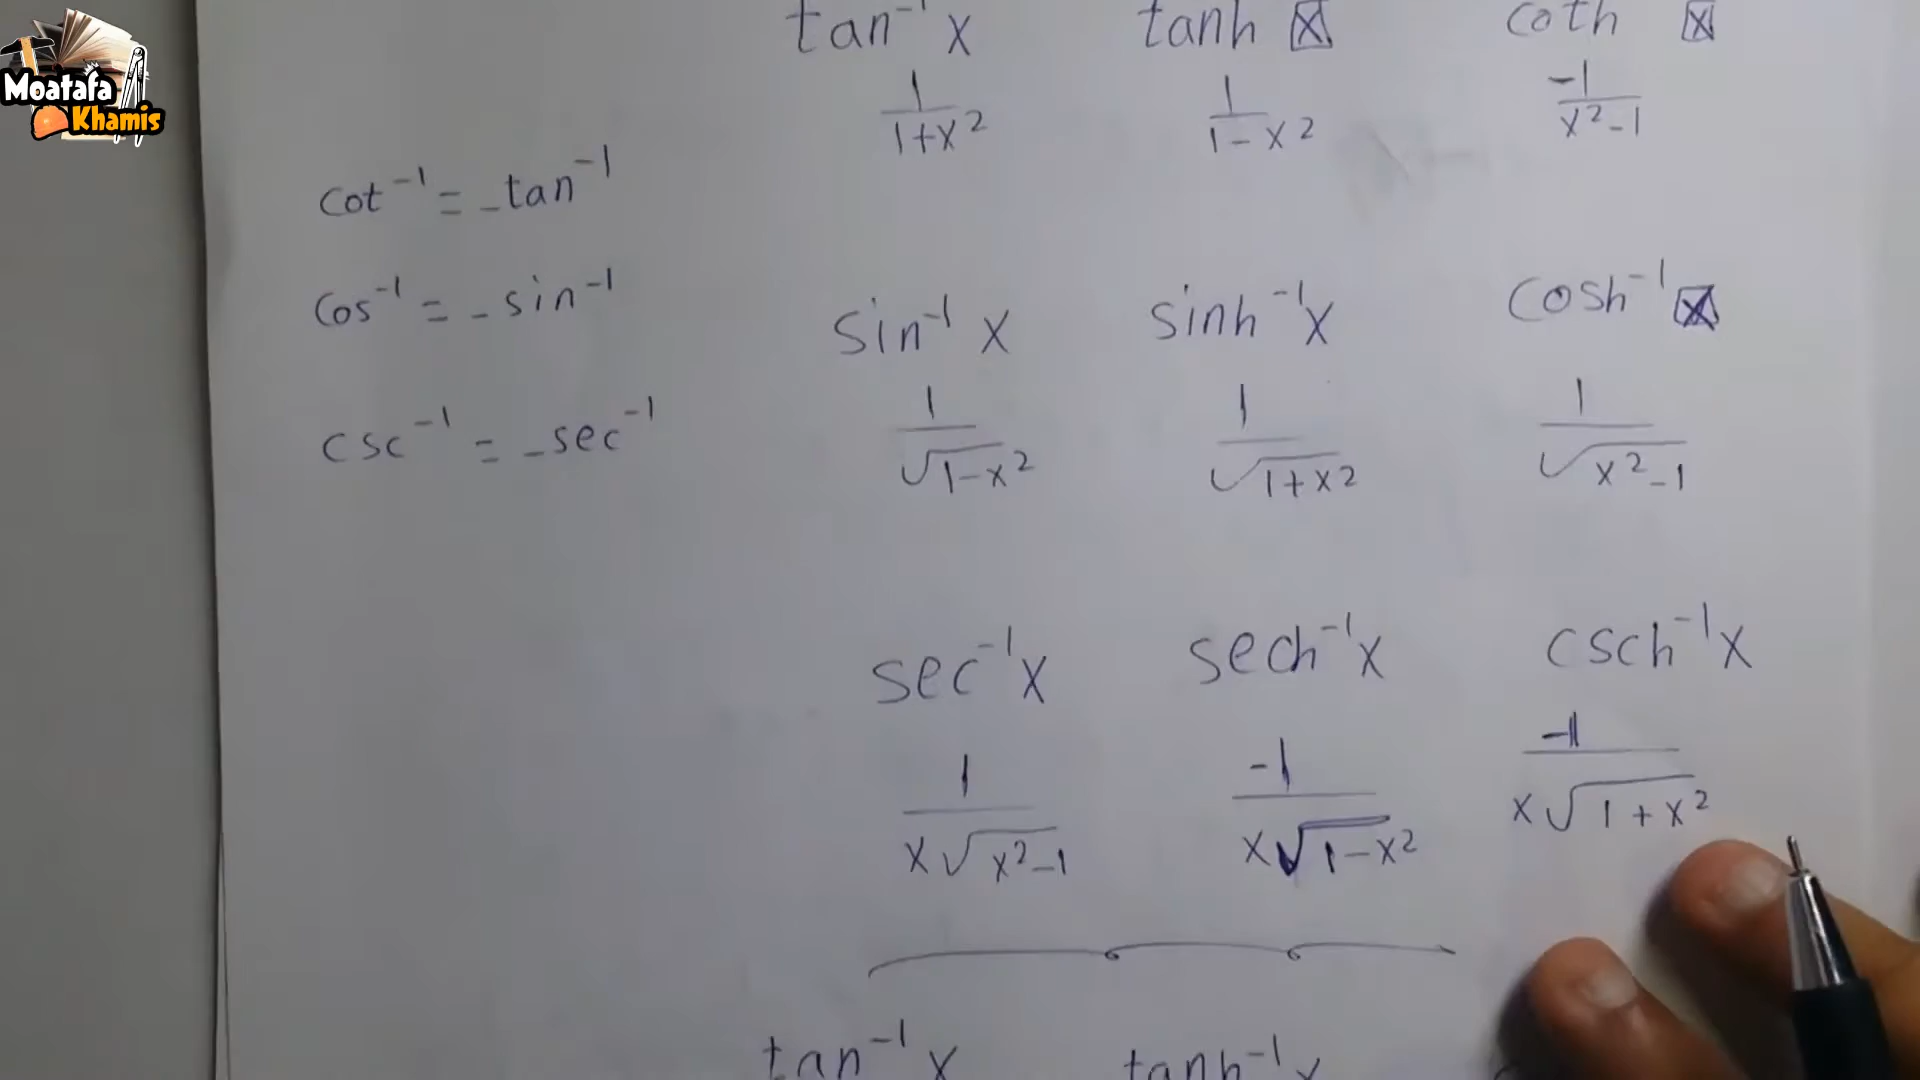 Moatafa
Khamis
tan⁻¹ x    tanh x    coth x
1/(1+x²)    1/(1-x²)    -1/(x²-1)
cot⁻¹ = -tan⁻¹
cos⁻¹ = -sin⁻¹
csc⁻¹ = -sec⁻¹
sin⁻¹ x    sinh⁻¹ x    cosh⁻¹ x
1/√(1-x²)    1/√(1+x²)    1/√(x²-1)
sec⁻¹ x    sech⁻¹ x    csch⁻¹ x
1/(x√(x²-1))    -1/(x√(1-x²))    -1/(x√(1+x²))
tan⁻¹ x    tanh⁻¹ x